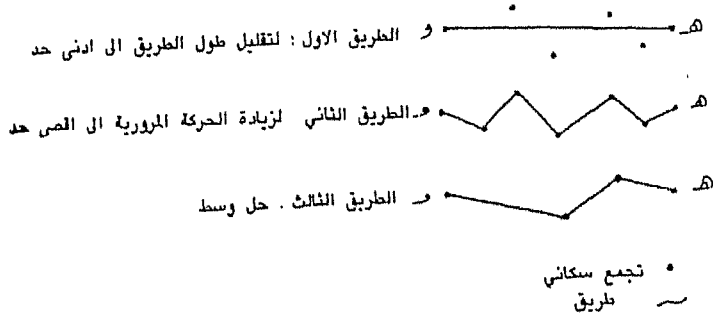 هـ و الطريق الاول : لتقليل طول الطريق الى ادنى حد
هـ و الطريق الثاني لزيادة الحركة المرورية الى اقصى حد
هـ و الطريق الثالث . حل وسط
تجمع سكاني
طريق